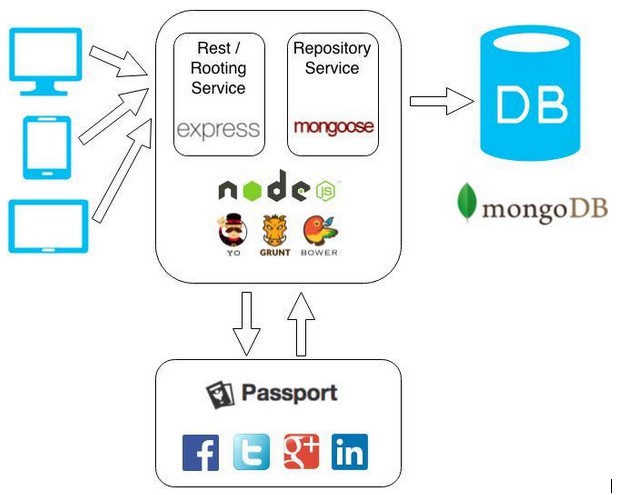 Rest /
Rooting
Service
express
Repository
Service
mongoose
DB
node
JS
YO
GRUNT
BOWER
mongoDB
Passport
f
t
g+
in